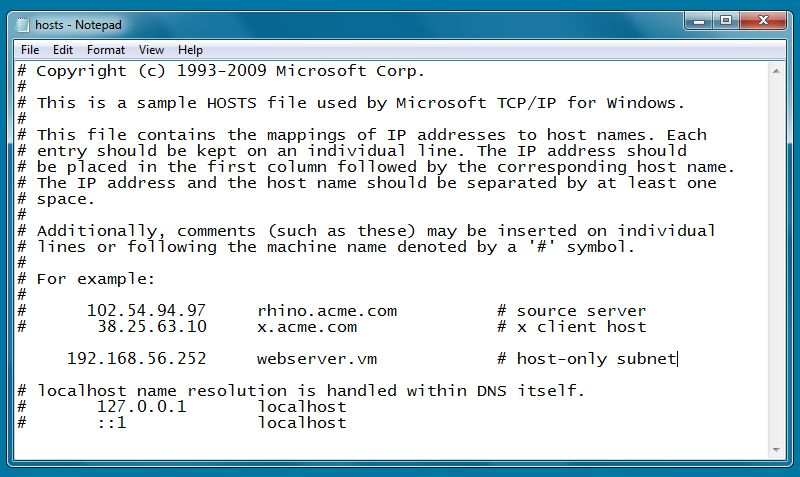 hosts - Notepad
File Edit Format View Help
# Copyright (c) 1993-2009 Microsoft Corp.
#
# This is a sample HOSTS file used by Microsoft TCP/IP for Windows.
#
# This file contains the mappings of IP addresses to host names. Each
# entry should be kept on an individual line. The IP address should
# be placed in the first column followed by the corresponding host name.
# The IP address and the host name should be separated by at least one
# space.
#
# Additionally, comments (such as these) may be inserted on individual
# lines or following the machine name denoted by a '#' symbol.
#
# For example:
#
#      102.54.94.97     rhino.acme.com          # source server
#       38.25.63.10     x.acme.com              # x client host

     192.168.56.252     webserver.vm            # host-only subnet

# localhost name resolution is handled within DNS itself.
#       127.0.0.1       localhost
#       ::1             localhost